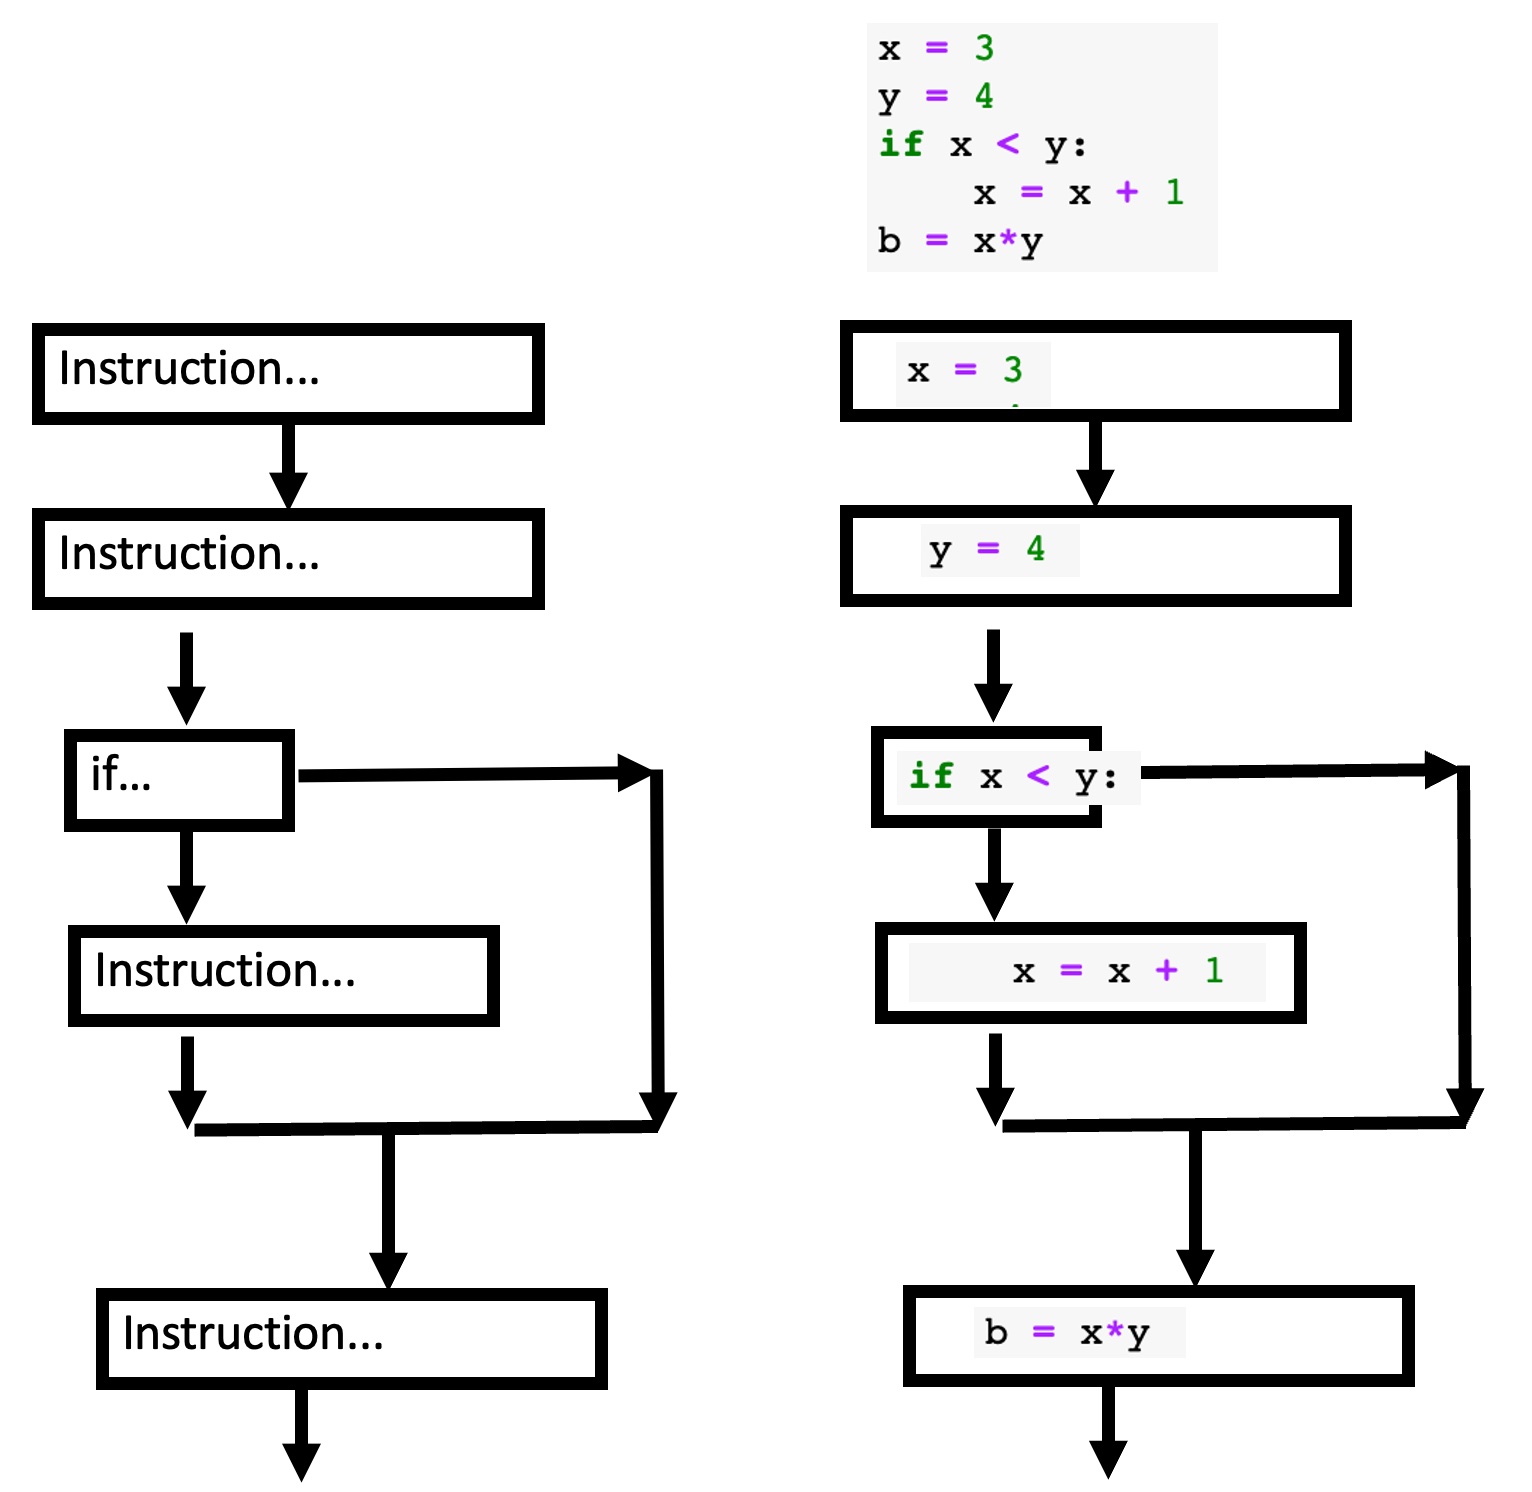 x = 3
y = 4
if x < y:
    x = x + 1
b = x*y
Instruction...
Instruction...
if...
Instruction...
Instruction...
x = 3
y = 4
if x < y:
x = x + 1
b = x*y